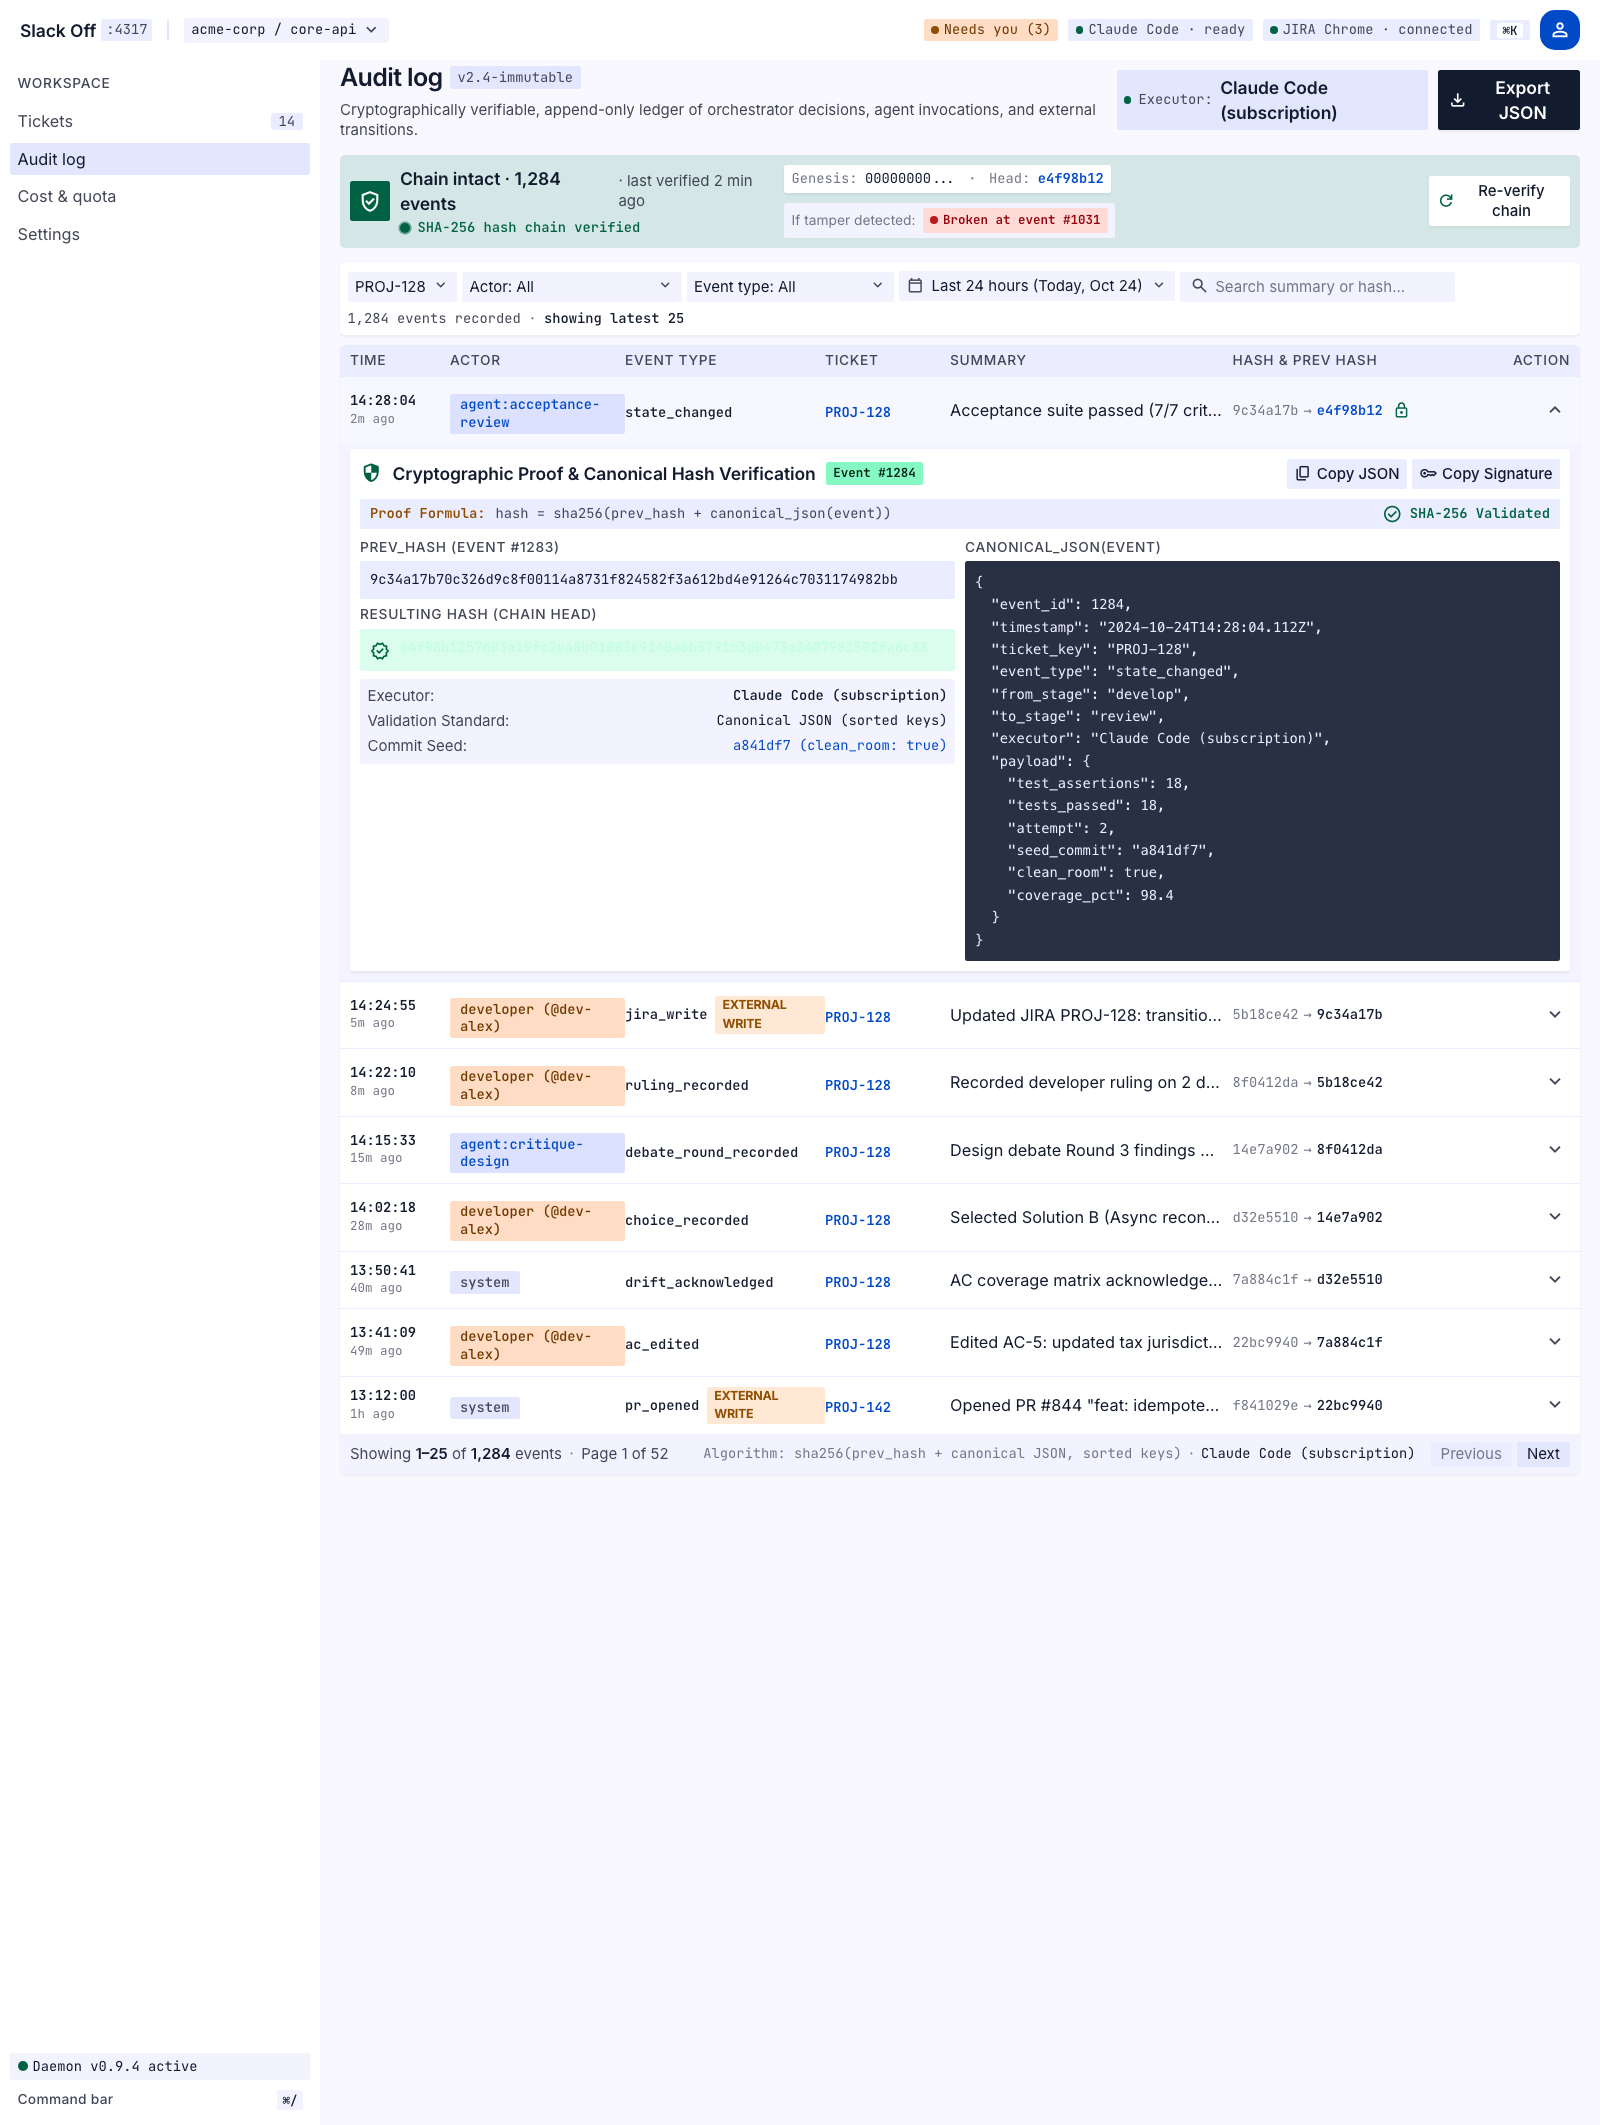 Slack Off :4317 acme-corp / core-api
Needs you (3) Claude Code · ready JIRA Chrome · connected ⌘K
WORKSPACE
Tickets 14
Audit log
Cost & quota
Settings
Audit log v2.4-immutable
Cryptographically verifiable, append-only ledger of orchestrator decisions, agent invocations, and external
transitions.
Executor: Claude Code
(subscription)
Export
JSON
Chain intact · 1,284
events
· last verified 2 min
ago
SHA-256 hash chain verified
Genesis: 00000000... · Head: e4f98b12
If tamper detected: Broken at event #1031
Re-verify
chain
PROJ-128 Actor: All Event type: All Last 24 hours (Today, Oct 24) Search summary or hash...
1,284 events recorded · showing latest 25
TIME ACTOR EVENT TYPE TICKET SUMMARY HASH & PREV HASH ACTION
14:28:04
2m ago
agent:acceptance-
review
state_changed PROJ-128 Acceptance suite passed (7/7 crit... 9c34a17b → e4f98b12
Cryptographic Proof & Canonical Hash Verification Event #1284 Copy JSON Copy Signature
Proof Formula: hash = sha256(prev_hash + canonical_json(event)) SHA-256 Validated
PREV_HASH (EVENT #1283)
9c34a17b70c326d9c8f00114a8731f824582f3a612bd4e91264c7031174982bb
RESULTING HASH (CHAIN HEAD)
Executor: Claude Code (subscription)
Validation Standard: Canonical JSON (sorted keys)
Commit Seed: a841df7 (clean_room: true)
CANONICAL_JSON(EVENT)
{
"event_id": 1284,
"timestamp": "2024-10-24T14:28:04.112Z",
"ticket_key": "PROJ-128",
"event_type": "state_changed",
"from_stage": "develop",
"to_stage": "review",
"executor": "Claude Code (subscription)",
"payload": {
"test_assertions": 18,
"tests_passed": 18,
"attempt": 2,
"seed_commit": "a841df7",
"clean_room": true,
"coverage_pct": 98.4
}
}
14:24:55
5m ago
developer (@dev-
alex)
jira_write EXTERNAL
WRITE
PROJ-128 Updated JIRA PROJ-128: transitio... 5b18ce42 → 9c34a17b
14:22:10
8m ago
developer (@dev-
alex)
ruling_recorded PROJ-128 Recorded developer ruling on 2 d... 8f0412da → 5b18ce42
14:15:33
15m ago
agent:critique-
design
debate_round_recorded PROJ-128 Design debate Round 3 findings ... 14e7a902 → 8f0412da
14:02:18
28m ago
developer (@dev-
alex)
choice_recorded PROJ-128 Selected Solution B (Async recon... d32e5510 → 14e7a902
13:50:41
40m ago
system drift_acknowledged PROJ-128 AC coverage matrix acknowledge... 7a884c1f → d32e5510
13:41:09
49m ago
developer (@dev-
alex)
ac_edited PROJ-128 Edited AC-5: updated tax jurisdict... 22bc9940 → 7a884c1f
13:12:00
1h ago
system pr_opened EXTERNAL
WRITE
PROJ-142 Opened PR #844 "feat: idempote... f841029e → 22bc9940
Showing 1–25 of 1,284 events · Page 1 of 52 Algorithm: sha256(prev_hash + canonical JSON, sorted keys) · Claude Code (subscription) Previous Next
Daemon v0.9.4 active
Command bar ⌘/